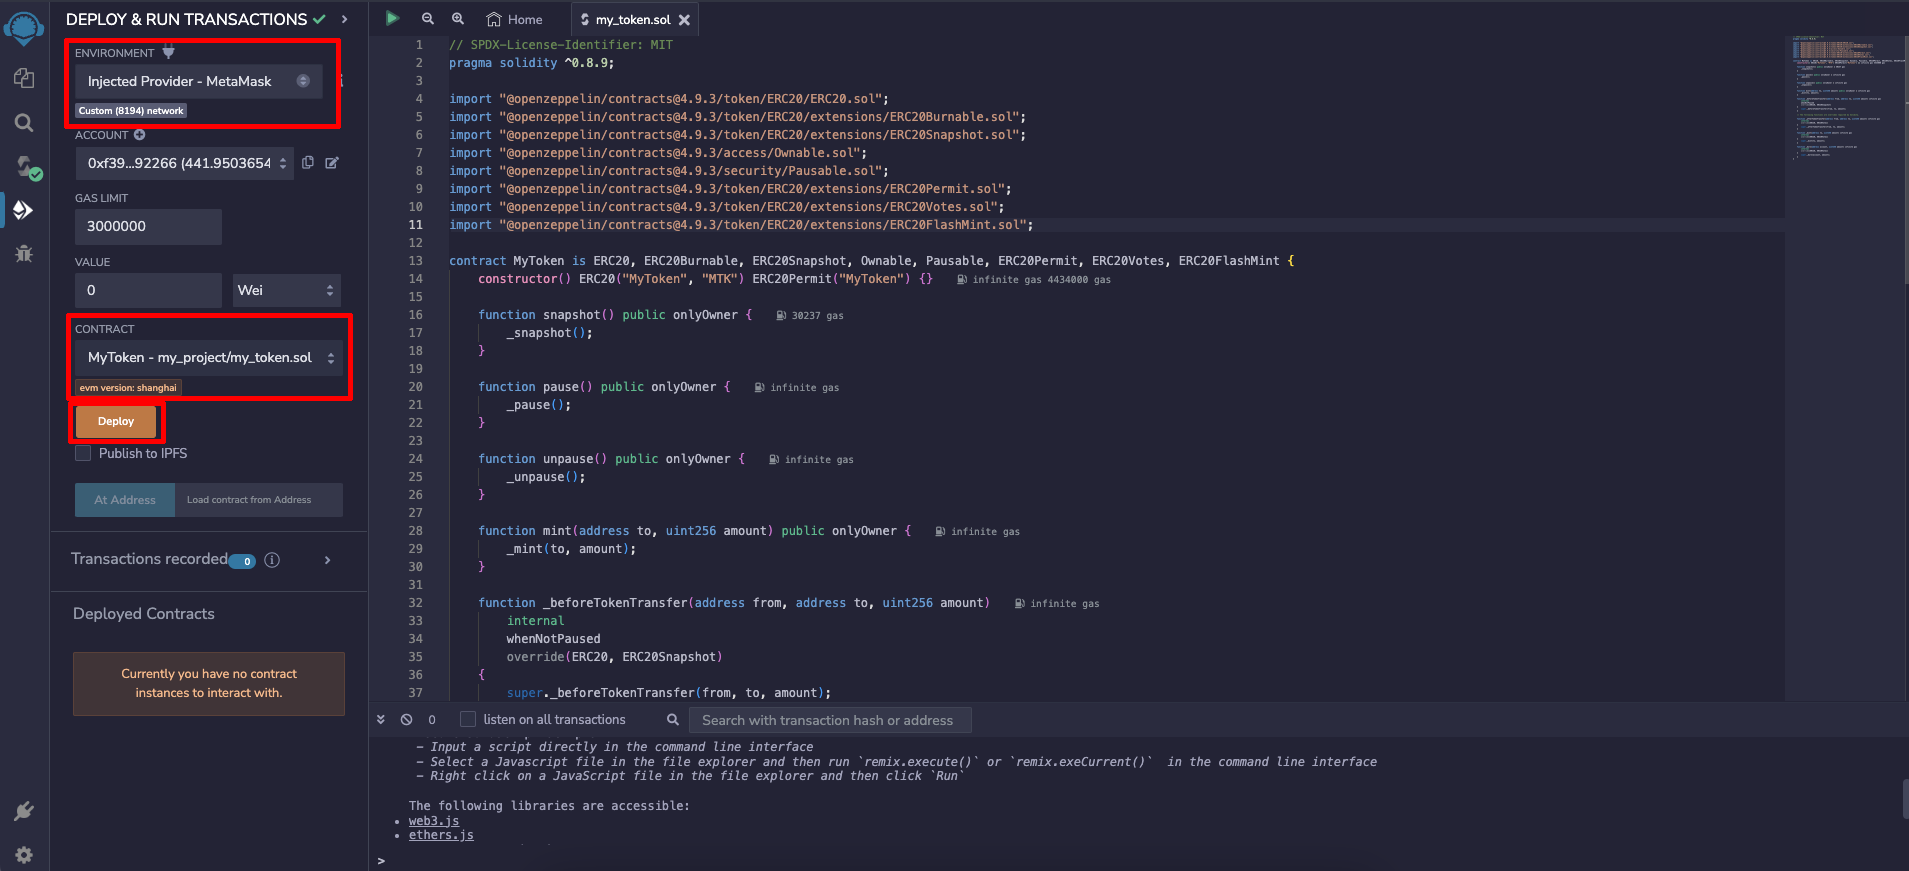 DEPLOY & RUN TRANSACTIONS
ENVIRONMENT
Injected Provider - MetaMask
Custom (8194) network
ACCOUNT
0xf39...92266 (441.9503654
GAS LIMIT
3000000
VALUE
0
Wei
CONTRACT
MyToken - my_project/my_token.sol
evm version: shanghai
Deploy
Publish to IPFS
At Address
Load contract from Address
Transactions recorded 0
Deployed Contracts
Currently you have no contract
instances to interact with.
Home
my_token.sol
1 // SPDX-License-Identifier: MIT
2 pragma solidity ^0.8.9;
3
4 import "@openzeppelin/contracts@4.9.3/token/ERC20/ERC20.sol";
5 import "@openzeppelin/contracts@4.9.3/token/ERC20/extensions/ERC20Burnable.sol";
6 import "@openzeppelin/contracts@4.9.3/token/ERC20/extensions/ERC20Snapshot.sol";
7 import "@openzeppelin/contracts@4.9.3/access/Ownable.sol";
8 import "@openzeppelin/contracts@4.9.3/security/Pausable.sol";
9 import "@openzeppelin/contracts@4.9.3/token/ERC20/extensions/ERC20Permit.sol";
10 import "@openzeppelin/contracts@4.9.3/token/ERC20/extensions/ERC20Votes.sol";
11 import "@openzeppelin/contracts@4.9.3/token/ERC20/extensions/ERC20FlashMint.sol";
12
13 contract MyToken is ERC20, ERC20Burnable, ERC20Snapshot, Ownable, Pausable, ERC20Permit, ERC20Votes, ERC20FlashMint {
14 constructor() ERC20("MyToken", "MTK") ERC20Permit("MyToken") {} infinite gas 4434000 gas
15
16 function snapshot() public onlyOwner { 30237 gas
17 _snapshot();
18 }
19
20 function pause() public onlyOwner { infinite gas
21 _pause();
22 }
23
24 function unpause() public onlyOwner { infinite gas
25 _unpause();
26 }
27
28 function mint(address to, uint256 amount) public onlyOwner { infinite gas
29 _mint(to, amount);
30 }
31
32 function _beforeTokenTransfer(address from, address to, uint256 amount) infinite gas
33 internal
34 whenNotPaused
35 override(ERC20, ERC20Snapshot)
36 {
37 super._beforeTokenTransfer(from, to, amount);
0
listen on all transactions
Search with transaction hash or address
- Input a script directly in the command line interface
- Select a Javascript file in the file explorer and then run `remix.execute()` or `remix.exeCurrent()` in the command line interface
- Right click on a JavaScript file in the file explorer and then click `Run`
The following libraries are accessible:
• web3.js
• ethers.js
>